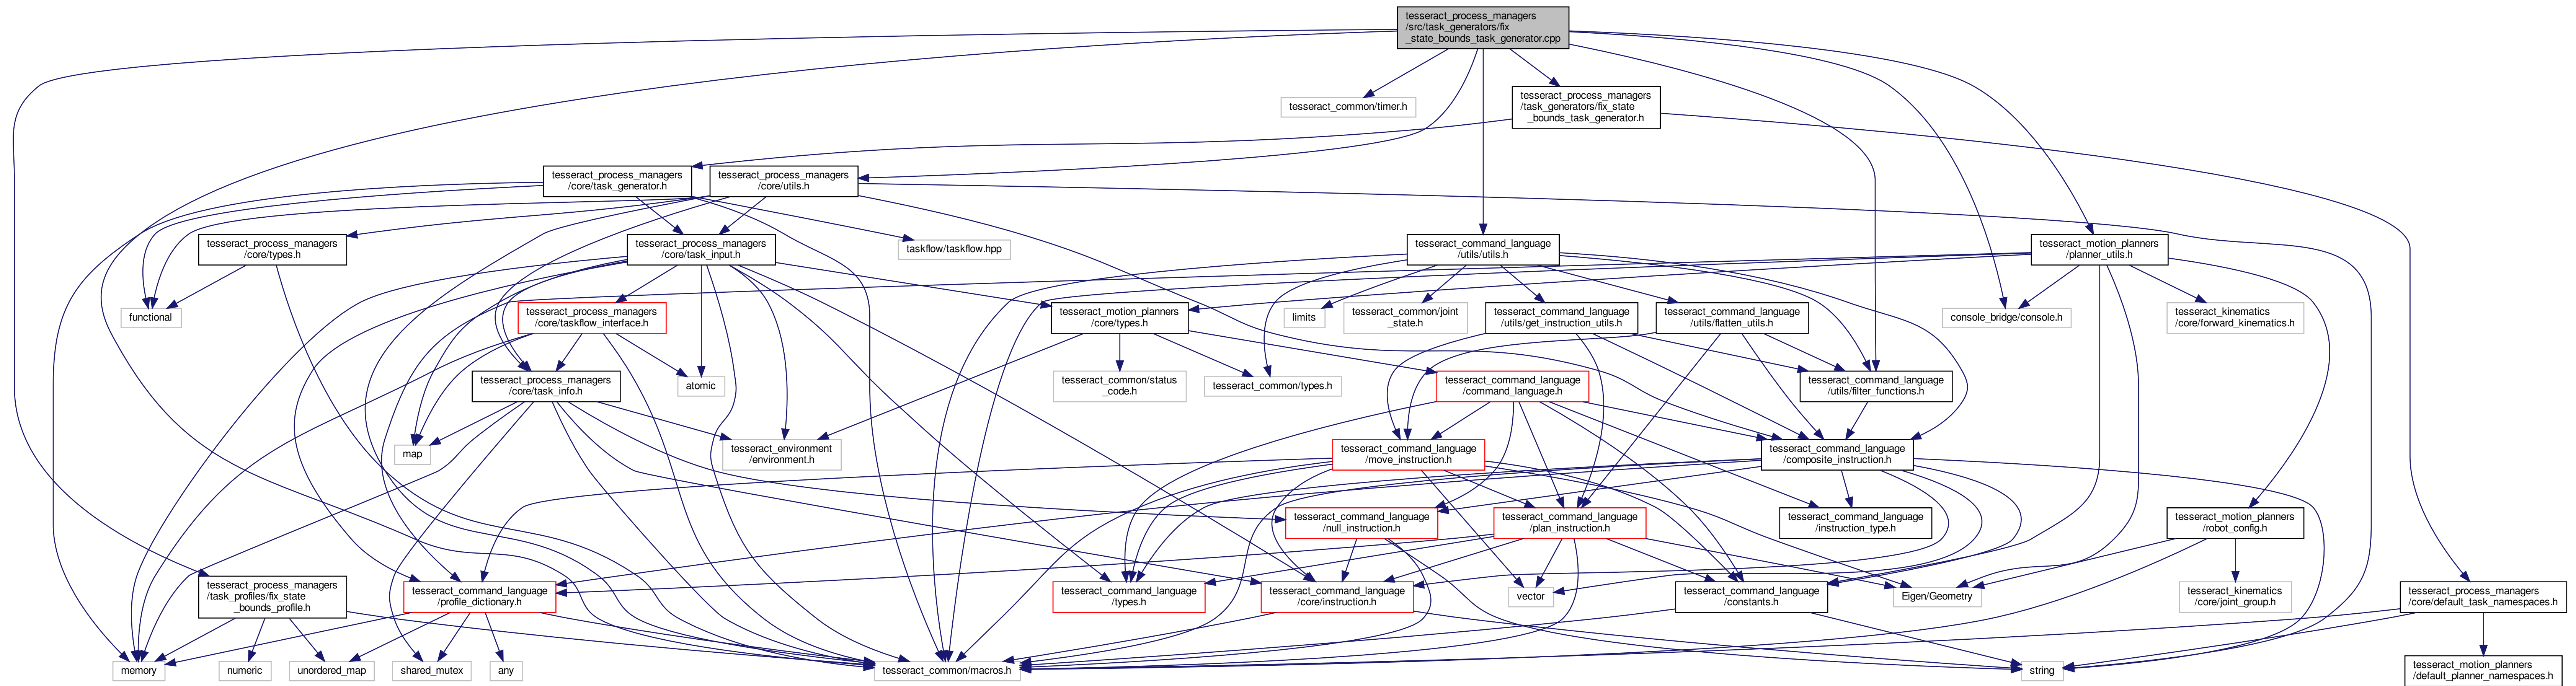 tesseract_process_managers
/src/task_generators/fix
_state_bounds_task_generator.cpp
tesseract_common/timer.h
tesseract_process_managers
/task_generators/fix_state
_bounds_task_generator.h
tesseract_process_managers
/core/task_generator.h
tesseract_process_managers
/core/utils.h
tesseract_process_managers
/core/types.h
tesseract_process_managers
/core/task_input.h
taskflow/taskflow.hpp
tesseract_command_language
/utils/utils.h
tesseract_motion_planners
/planner_utils.h
functional
tesseract_process_managers
/core/taskflow_interface.h
tesseract_motion_planners
/core/types.h
limits
tesseract_common/joint
_state.h
tesseract_command_language
/utils/get_instruction_utils.h
tesseract_command_language
/utils/flatten_utils.h
console_bridge/console.h
tesseract_kinematics
/core/forward_kinematics.h
tesseract_process_managers
/core/task_info.h
atomic
tesseract_common/status
_code.h
tesseract_common/types.h
tesseract_command_language
/command_language.h
tesseract_command_language
/utils/filter_functions.h
map
tesseract_environment
/environment.h
tesseract_command_language
/move_instruction.h
tesseract_command_language
/composite_instruction.h
tesseract_command_language
/null_instruction.h
tesseract_command_language
/plan_instruction.h
tesseract_command_language
/instruction_type.h
tesseract_motion_planners
/robot_config.h
tesseract_process_managers
/task_profiles/fix_state
_bounds_profile.h
tesseract_command_language
/profile_dictionary.h
tesseract_command_language
/types.h
tesseract_command_language
/core/instruction.h
vector
tesseract_command_language
/constants.h
Eigen/Geometry
tesseract_kinematics
/core/joint_group.h
tesseract_process_managers
/core/default_task_namespaces.h
memory
numeric
unordered_map
shared_mutex
any
tesseract_common/macros.h
string
tesseract_motion_planners
/default_planner_namespaces.h